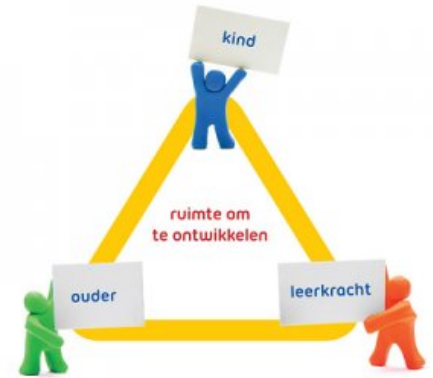 kind
ruimte om
te ontwikkelen
ouder
leerkracht